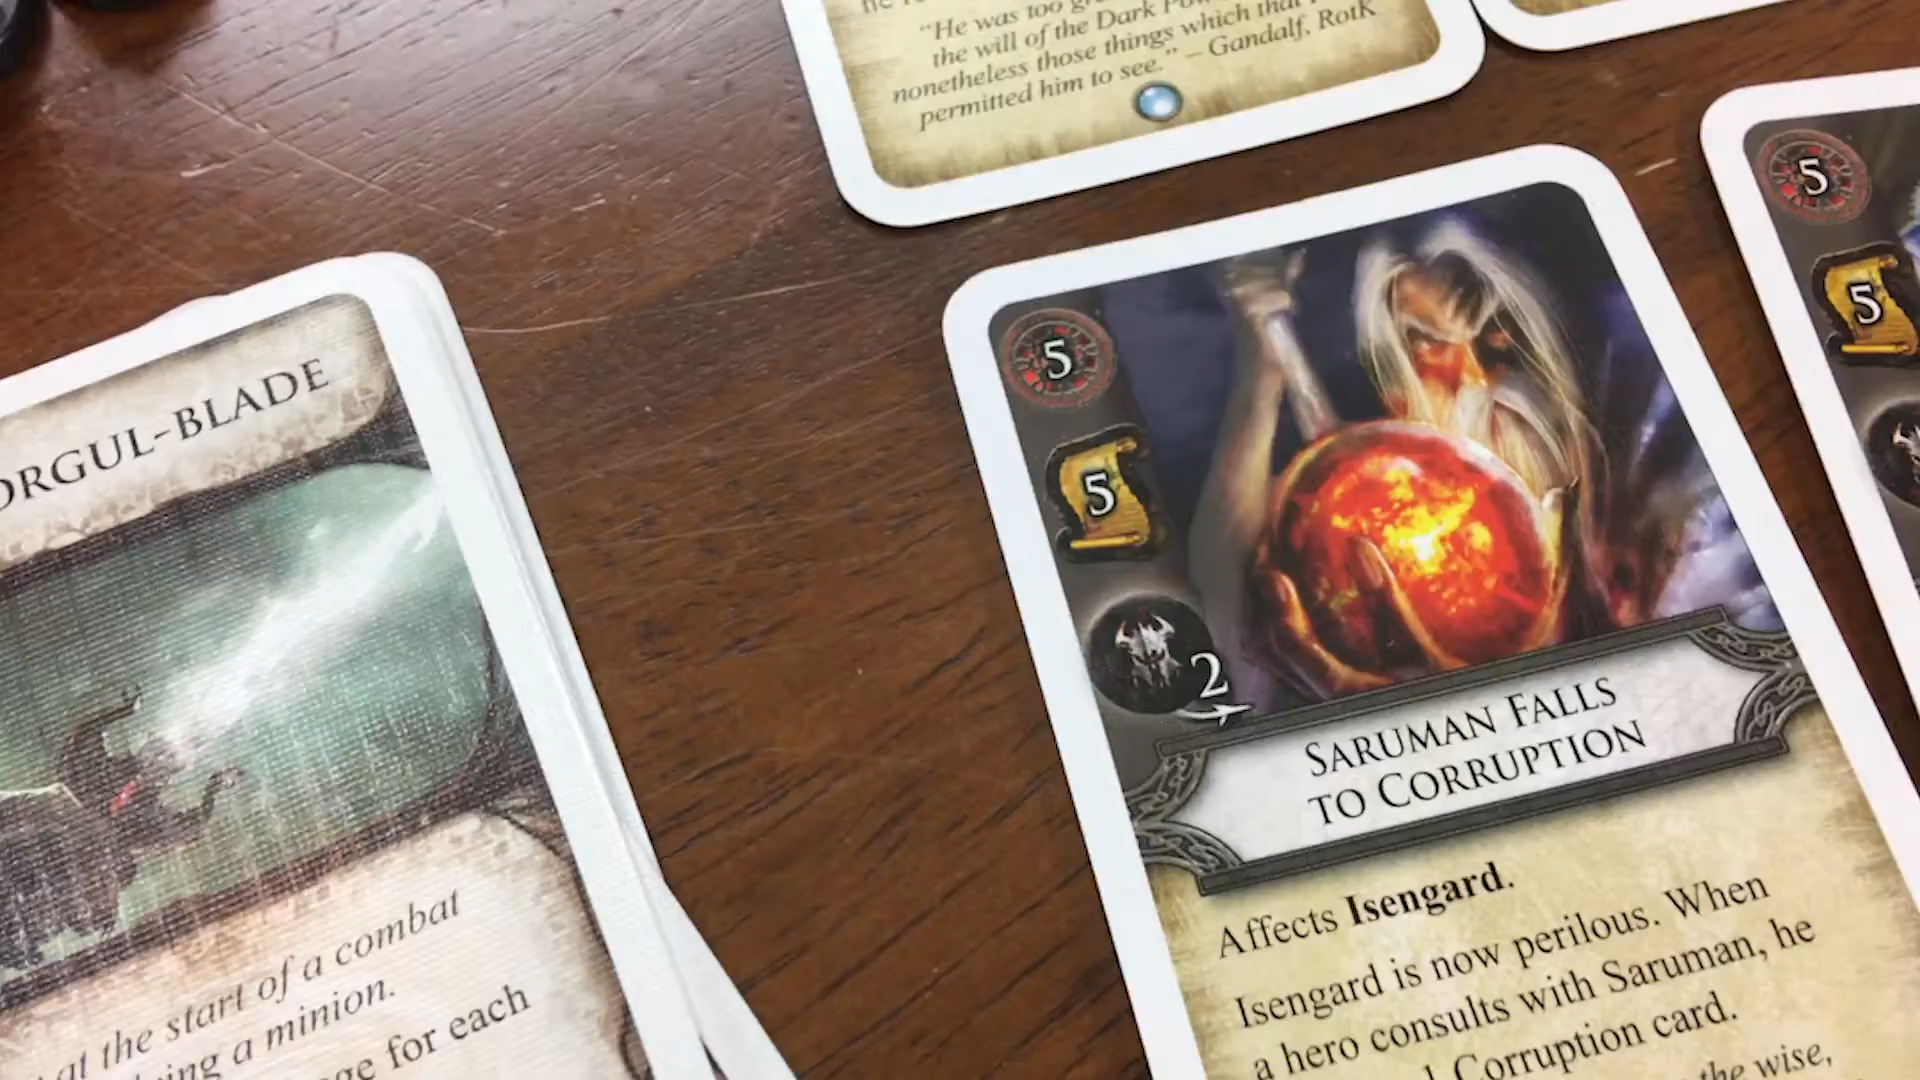 "He was too
the will of the Dark
nonetheless those things which that
permitted him to see." – Gandalf, RotK
5
5
2
SARUMAN FALLS
TO CORRUPTION
Affects Isengard.
Isengard is now perilous. When
a hero consults with Saruman, he
Corruption card.
the wise,
5
5
ORGUL-BLADE
at the start of a combat
a minion.
for each